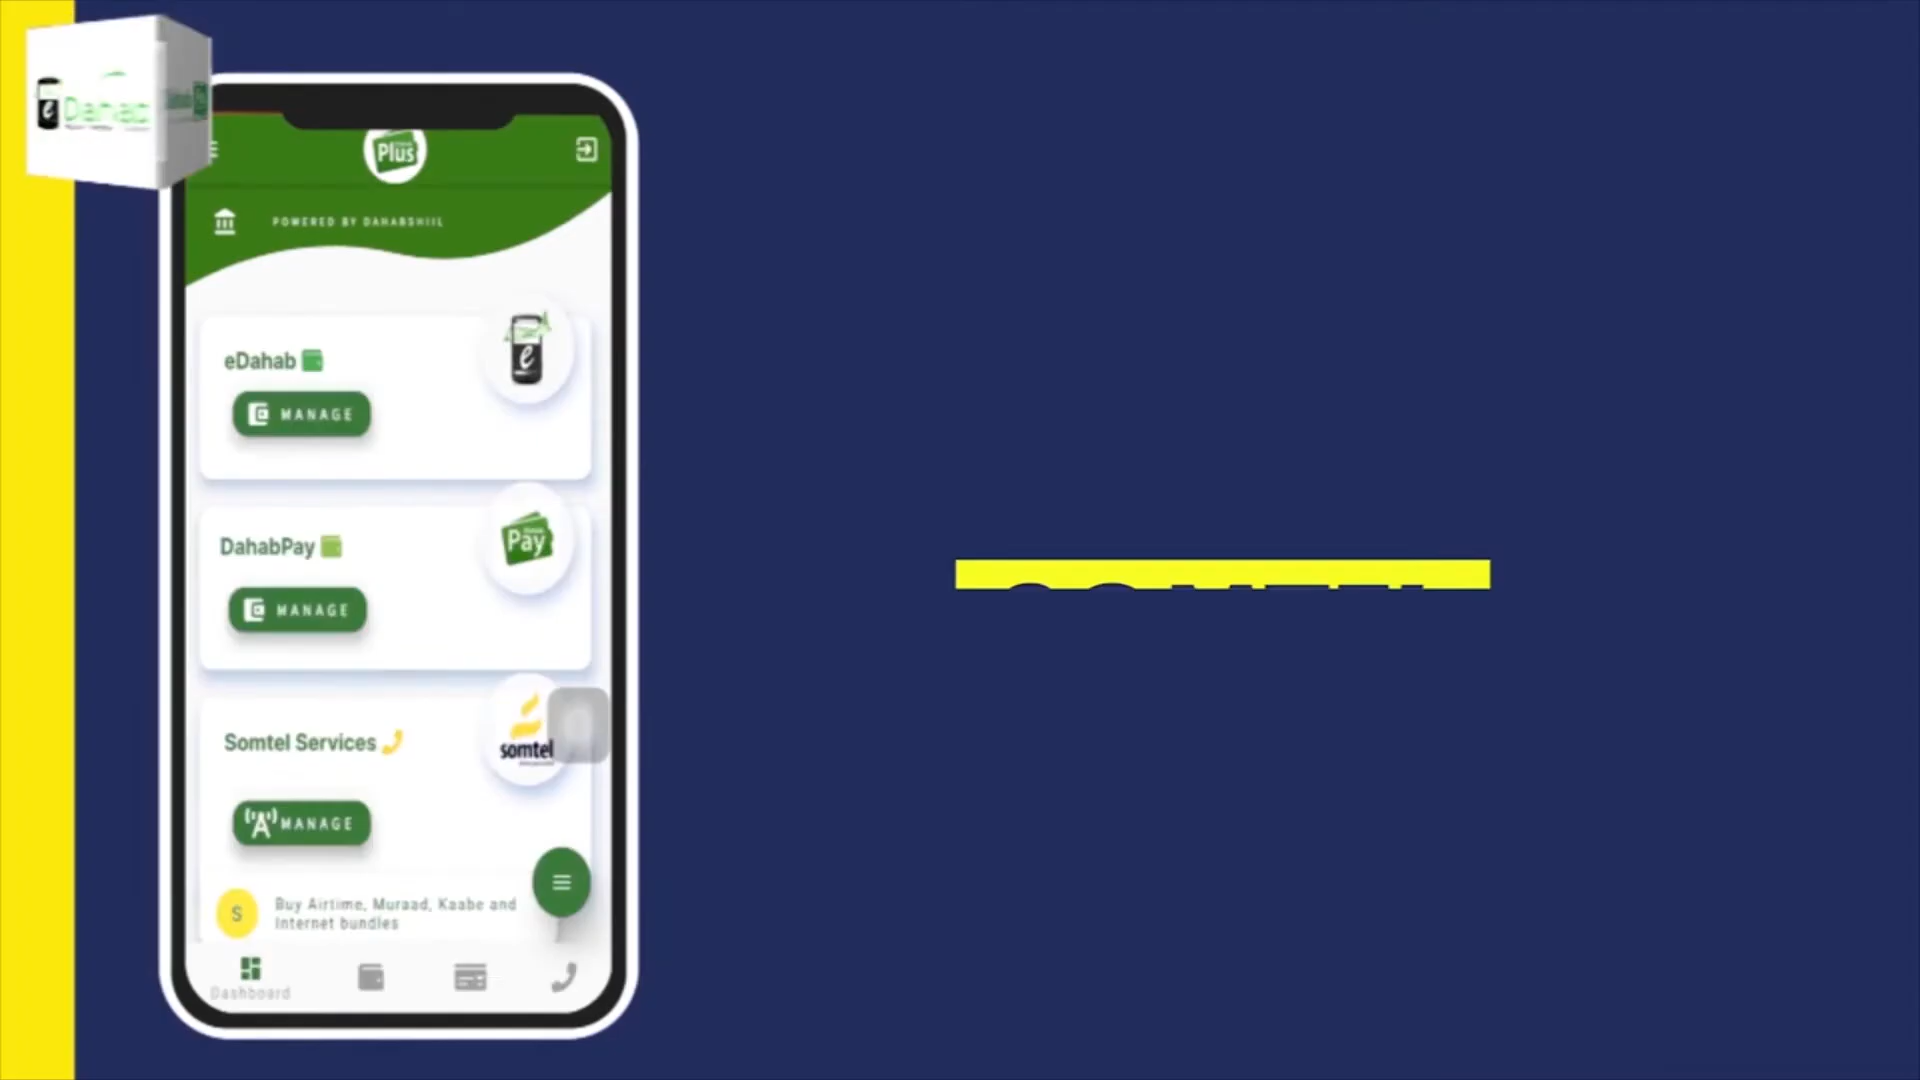 e Dahab
Plus
POWERED BY DAHABSHIIL
eDahab
MANAGE
DahabPay
Pay
MANAGE
Somtel Services
somtel
MANAGE
S
Buy Airtime, Muraad, Kaabe and
Internet bundles
Dashboard